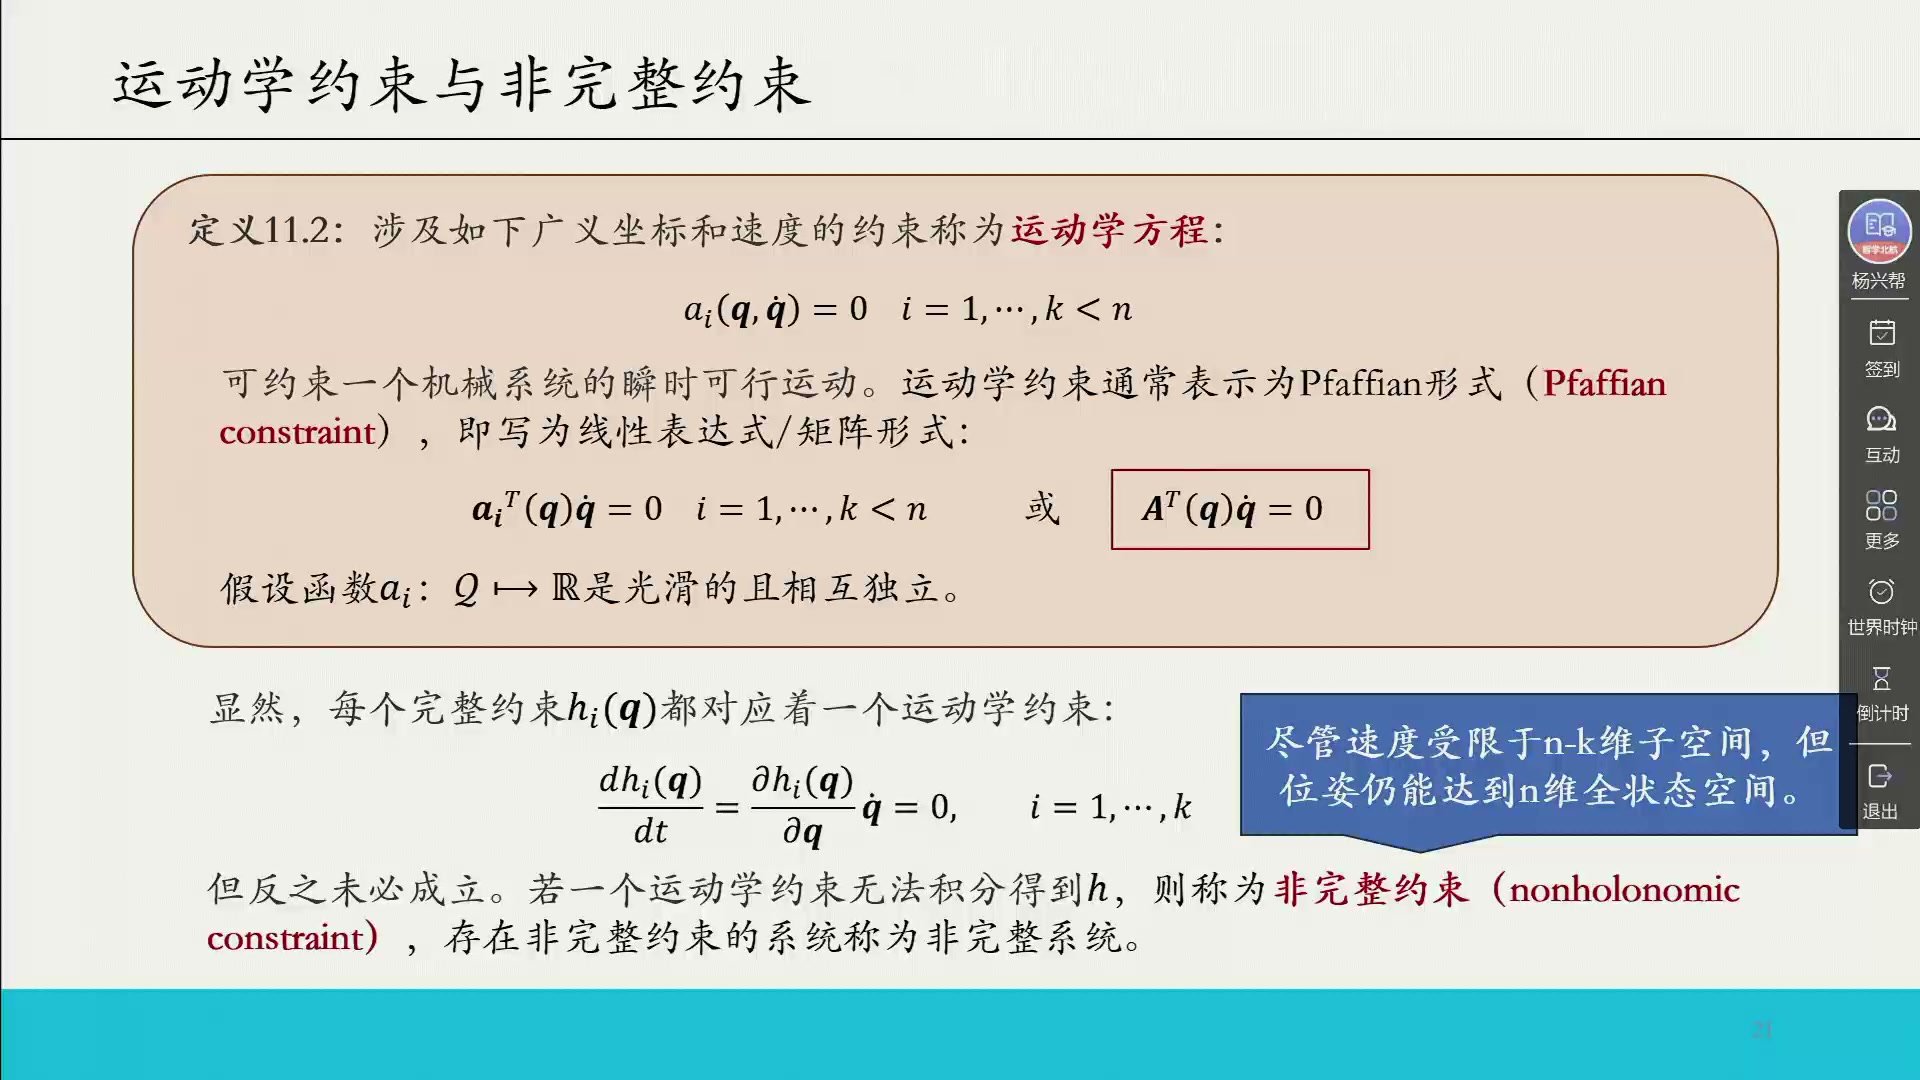 运动学约束与非完整约束
定义11.2：涉及如下广义坐标和速度的约束称为运动学方程：
aᵢ(q, q̇) = 0   i = 1, ⋯ , k < n
可约束一个机械系统的瞬时可行运动。运动学约束通常表示为Pfaffian形式（Pfaffian
constraint），即写为线性表达式/矩阵形式：
aᵢᵀ(q)q̇ = 0   i = 1, ⋯ , k < n   或   Aᵀ(q)q̇ = 0
假设函数aᵢ：Q ⟼ ℝ是光滑的且相互独立。
显然，每个完整约束hᵢ(q)都对应着一个运动学约束：
dhᵢ(q)/dt = ∂hᵢ(q)/∂q q̇ = 0,   i = 1, ⋯ , k
尽管速度受限于n-k维子空间，但
位姿仍能达到n维全状态空间。
但反之未必成立。若一个运动学约束无法积分得到h，则称为非完整约束（nonholonomic
constraint），存在非完整约束的系统称为非完整系统。
21
智学北航
杨兴帮
签到
互动
更多
世界时钟
倒计时
退出